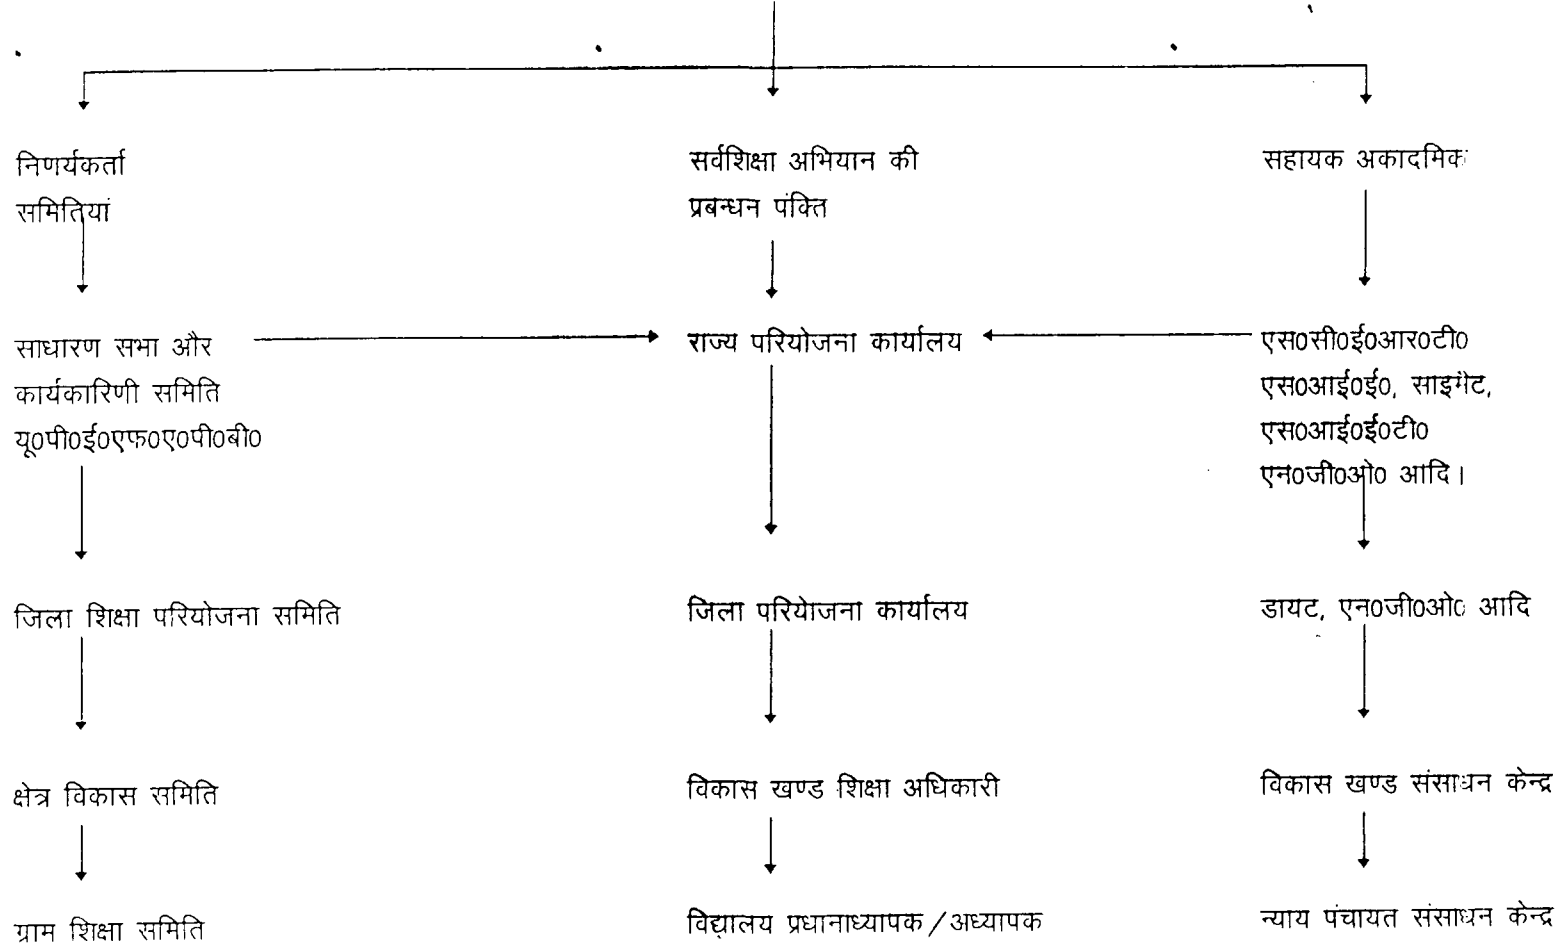 निणर्यकर्ता
समितियां
सर्वशिक्षा अभियान की
प्रबन्धन पंक्ति
सहायक अकादमिक
साधारण सभा और
कार्यकारिणी समिति
यू0पी0ई0एफ0ए0पी0बी0
राज्य परियोजना कार्यालय
एस0सी0ई0आर0टी0
एस0आई0ई0, साइमेट,
एस0आई0ई0टी0
एन0जी0ओ0 आदि।
जिला शिक्षा परियोजना समिति
जिला परियेाजना कार्यालय
डायट, एन0जी0ओ0 आदि
क्षेत्र विकास समिति
विकास खण्ड शिक्षा अधिकारी
विकास खण्ड संसाधन केन्द्र
ग्राम शिक्षा समिति
विद्यालय प्रधानाध्यापक/अध्यापक
न्याय पंचायत संसाधन केन्द्र